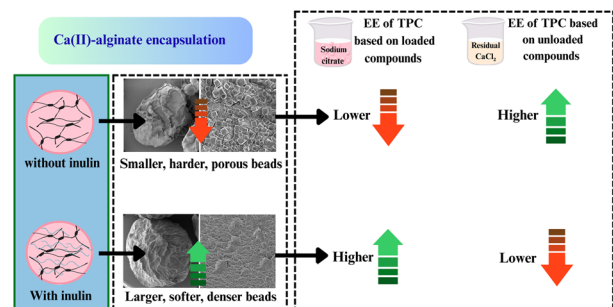 Ca(II)-alginate encapsulation
EE of TPC
based on loaded
compounds
Sodium
citrate
EE of TPC based
on unloaded
compounds
Residual
CaCl₂
without inulin
Smaller, harder, porous beads
Lower
Higher
With inulin
Larger, softer, denser beads
Higher
Lower